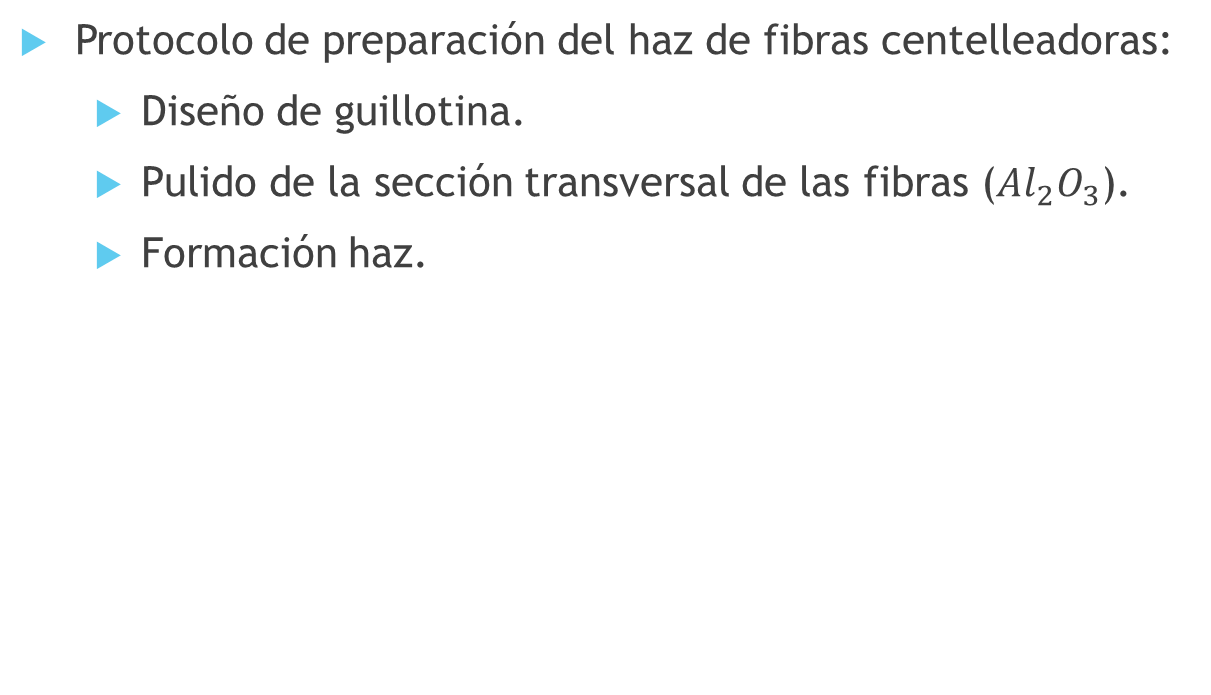 Protocolo de preparación del haz de fibras centelleadoras:
Diseño de guillotina.
Pulido de la sección transversal de las fibras (Al₂O₃).
Formación haz.